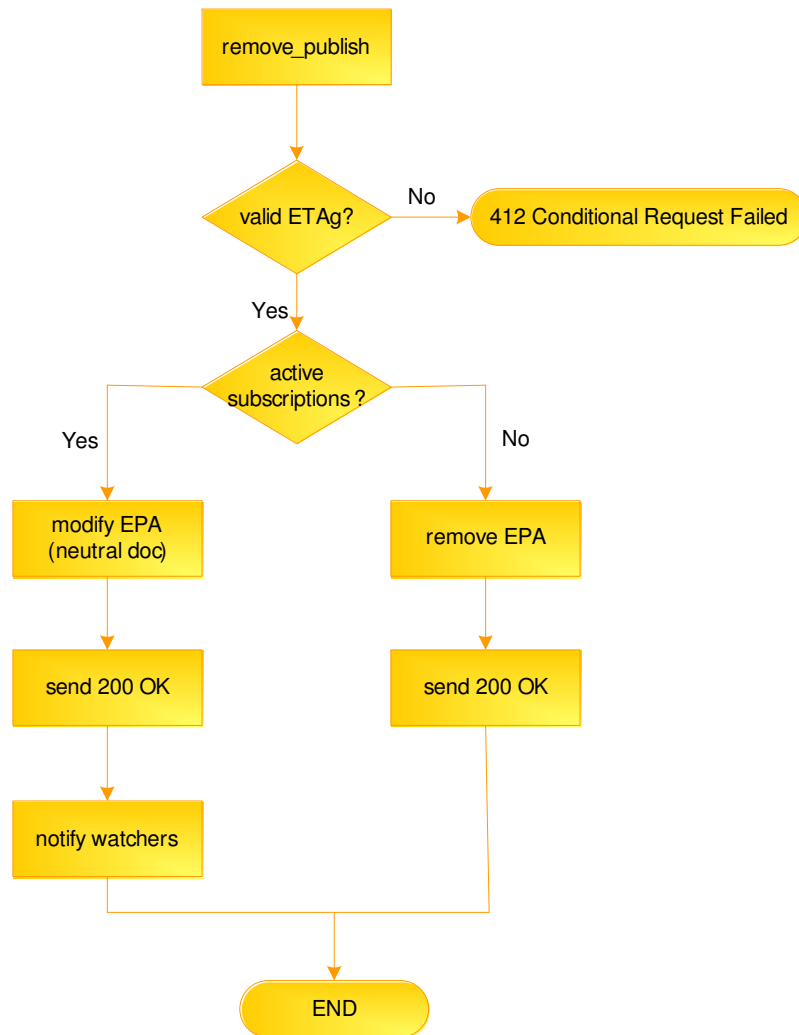 remove_publish
valid ETAg?
No
412 Conditional Request Failed
Yes
active
subscriptions ?
Yes
No
modify EPA
(neutral doc)
remove EPA
send 200 OK
send 200 OK
notify watchers
END